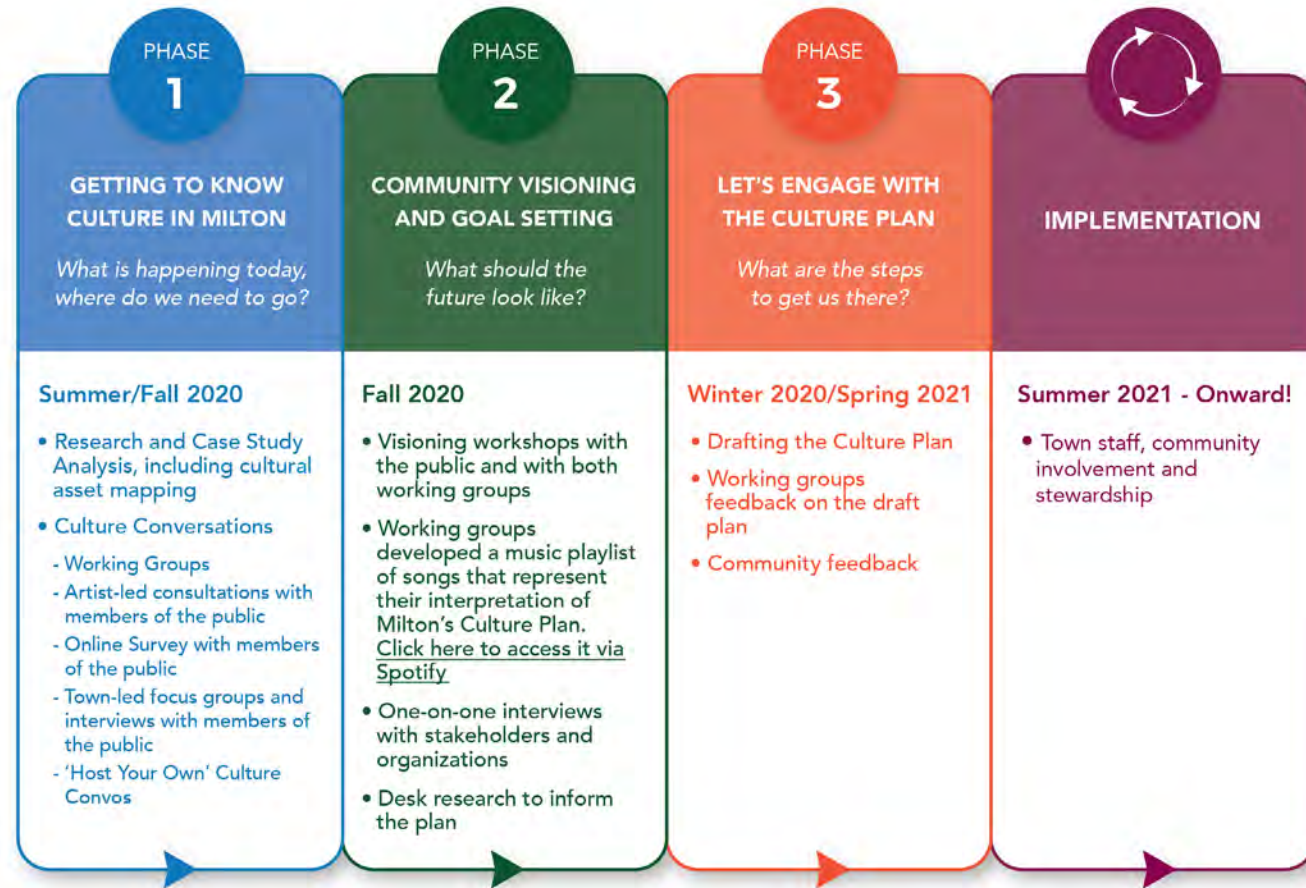 PHASE
1
GETTING TO KNOW
CULTURE IN MILTON
What is happening today,
where do we need to go?
Summer/Fall 2020
• Research and Case Study
Analysis, including cultural
asset mapping
• Culture Conversations
- Working Groups
- Artist-led consultations with
members of the public
- Online Survey with members
of the public
- Town-led focus groups and
interviews with members of
the public
- ‘Host Your Own’ Culture
Convos
PHASE
2
COMMUNITY VISIONING
AND GOAL SETTING
What should the
future look like?
Fall 2020
• Visioning workshops with
the public and with both
working groups
• Working groups
developed a music playlist
of songs that represent
their interpretation of
Milton’s Culture Plan.
Click here to access it via
Spotify
• One-on-one interviews
with stakeholders and
organizations
• Desk research to inform
the plan
PHASE
3
LET’S ENGAGE WITH
THE CULTURE PLAN
What are the steps
to get us there?
Winter 2020/Spring 2021
• Drafting the Culture Plan
• Working groups
feedback on the draft
plan
• Community feedback
IMPLEMENTATION
Summer 2021 - Onward!
• Town staff, community
involvement and
stewardship